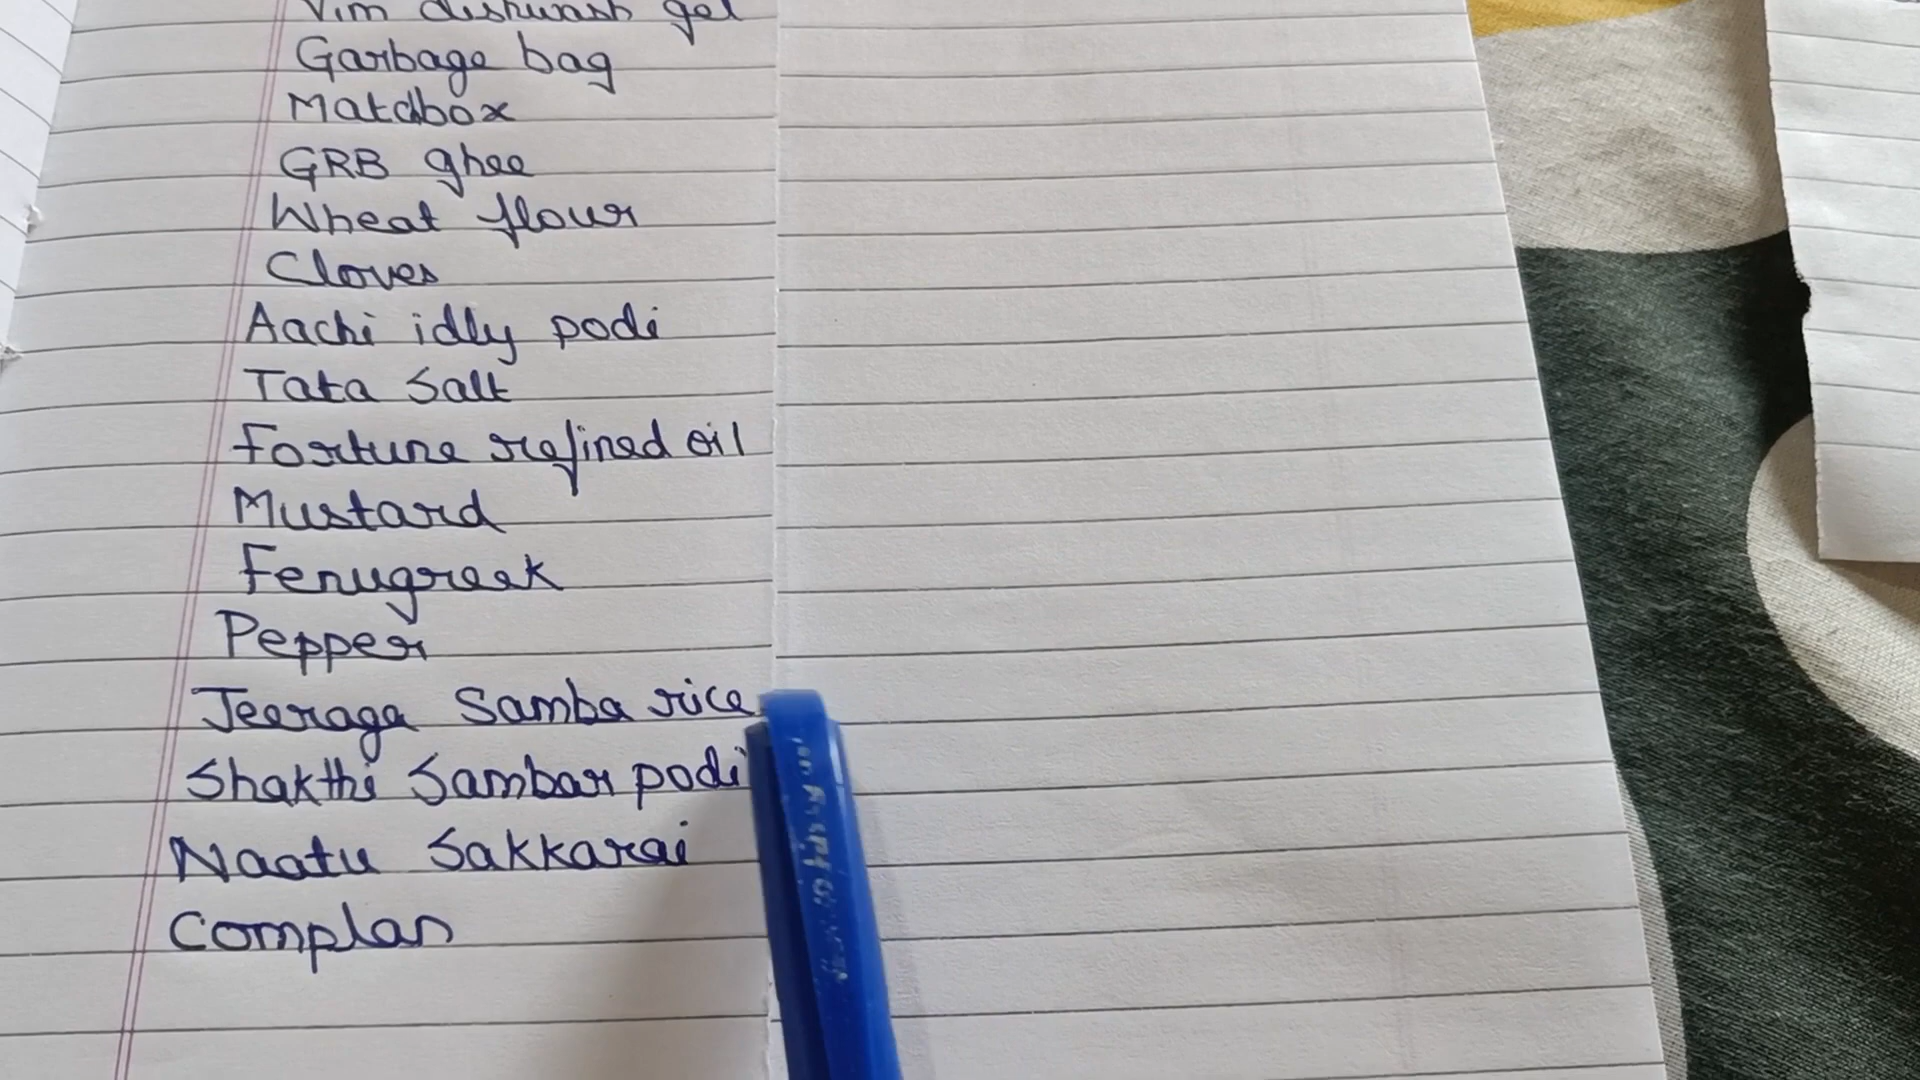 Vim dishwash gel
Garbage bag
Matchbox
GRB ghee
Wheat flour
Cloves
Aachi idly podi
Tata Salt
Fortune refined oil
Mustard
Fenugreek
Pepper
Jeeraga Samba rice
Shakthi Sambar podi
Naatu Sakkarai
Complan